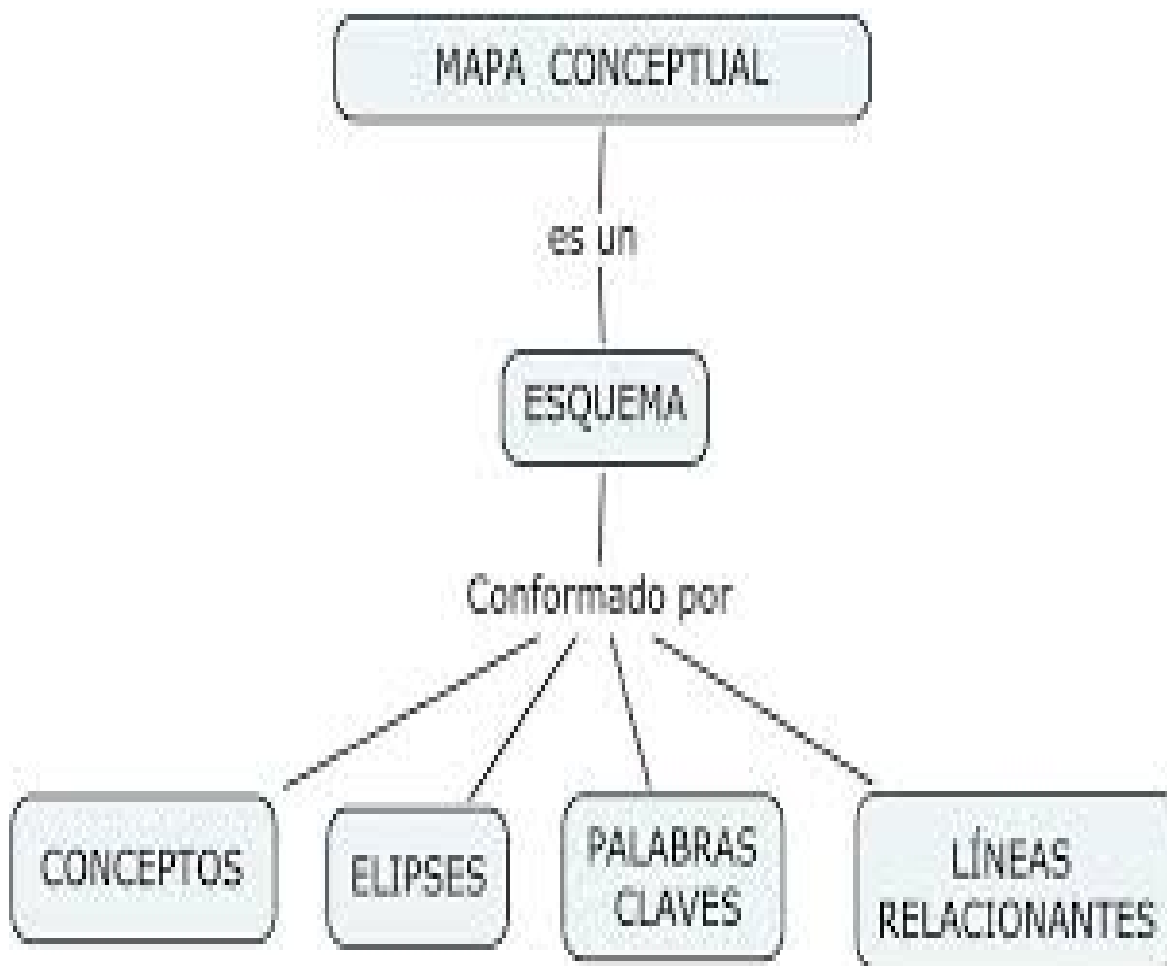 MAPA CONCEPTUAL
es un
ESQUEMA
Conformado por
CONCEPTOS
ELIPSES
PALABRAS
CLAVES
LÍNEAS
RELACIONANTES